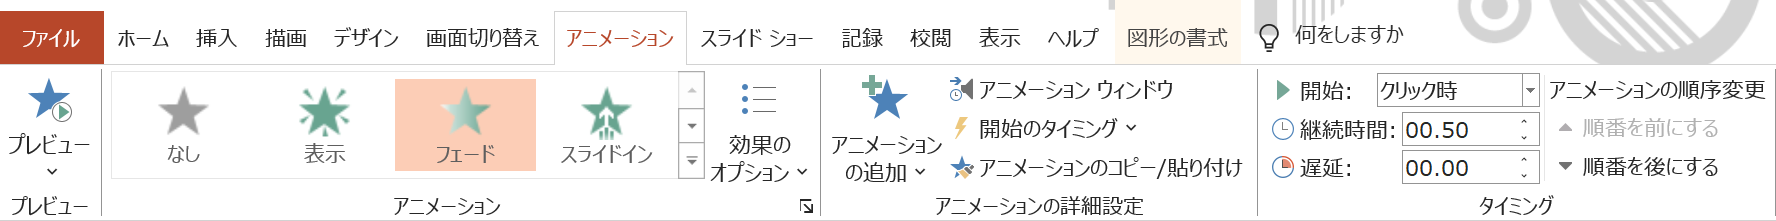 ファイル ホーム 挿入 描画 デザイン 画面切り替え アニメーション スライド ショー 記録 校閲 表示 ヘルプ 図形の書式 何をしますか
プレビュー
なし 表示 フェード スライドイン
効果の
オプション
アニメーション
の追加
アニメーション ウィンドウ
開始のタイミング
アニメーションのコピー/貼り付け
開始: クリック時
継続時間: 00.50
遅延: 00.00
アニメーションの順序変更
順番を前にする
順番を後にする
プレビュー アニメーション アニメーションの詳細設定 タイミング